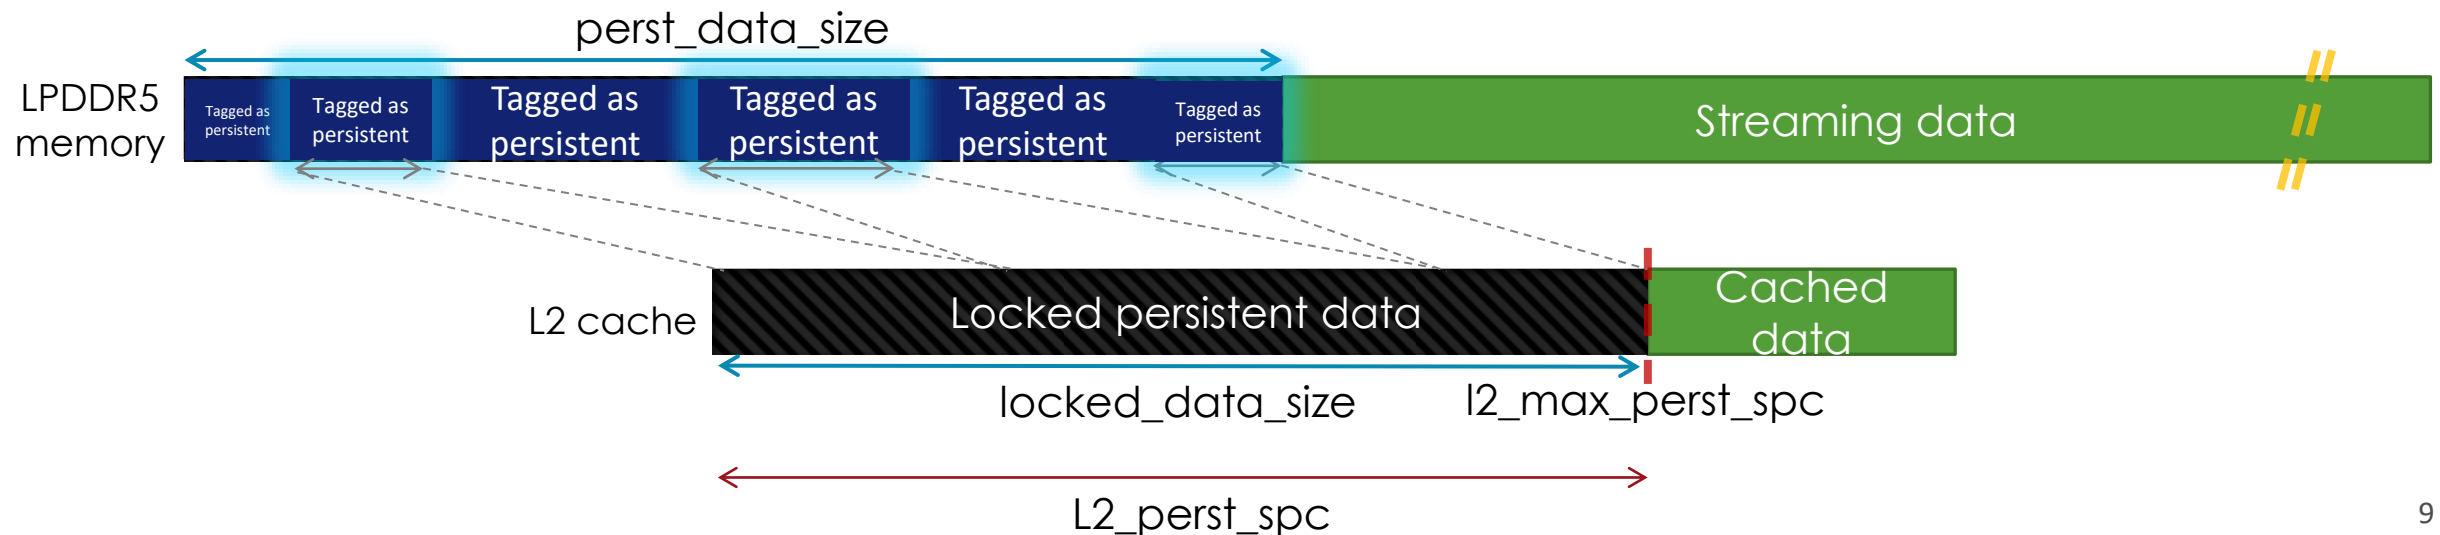 perst_data_size
LPDDR5
memory
Tagged as
persistent
Tagged as
persistent
Tagged as
persistent
Tagged as
persistent
Tagged as
persistent
Tagged as
persistent
Streaming data
L2 cache
Locked persistent data
Cached
data
locked_data_size
l2_max_perst_spc
L2_perst_spc
9